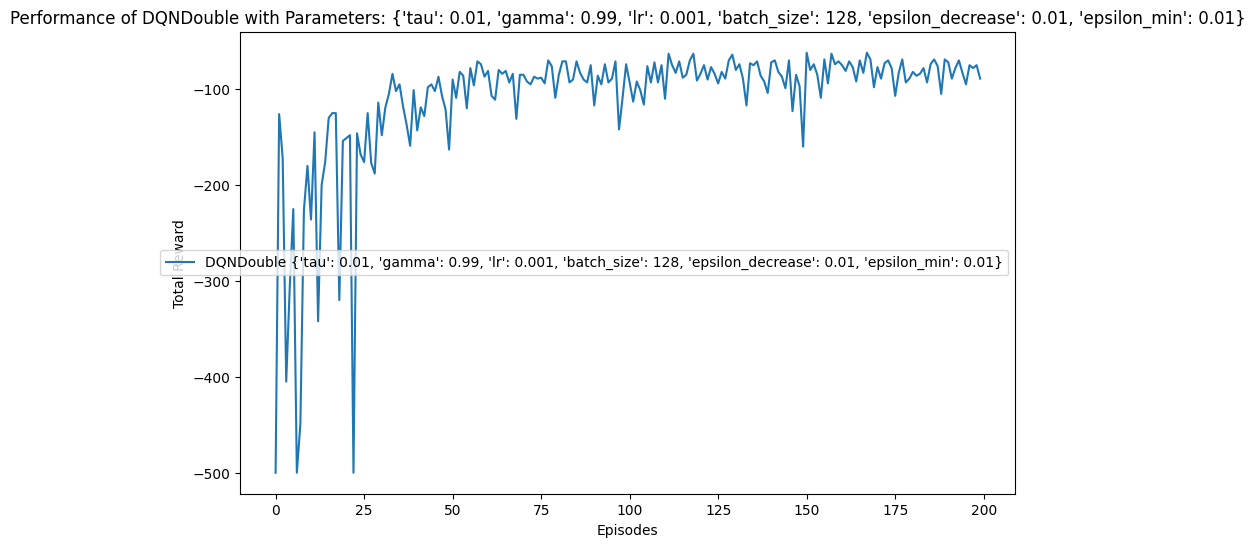 Performance of DQNDouble with Parameters: {'tau': 0.01, 'gamma': 0.99, 'lr': 0.001, 'batch_size': 128, 'epsilon_decrease': 0.01, 'epsilon_min': 0.01}
−100
−200
−300
−400
−500
Total Reward
DQNDouble {'tau': 0.01, 'gamma': 0.99, 'lr': 0.001, 'batch_size': 128, 'epsilon_decrease': 0.01, 'epsilon_min': 0.01}
0 25 50 75 100 125 150 175 200
Episodes